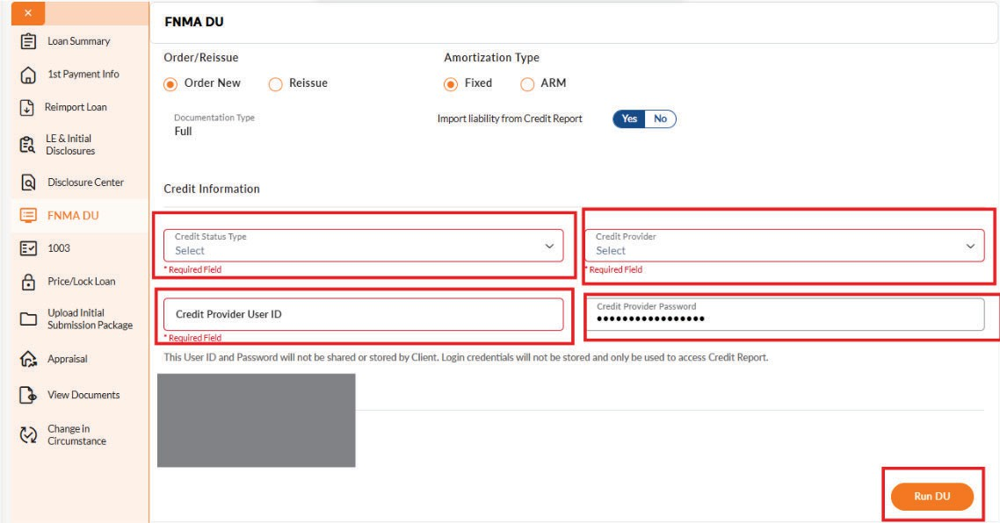 ×
Loan Summary
1st Payment Info
Reimport Loan
LE & Initial
Disclosures
Disclosure Center
FNMA DU
1003
Price/Lock Loan
Upload Initial
Submission Package
Appraisal
View Documents
Change in
Circumstance
FNMA DU
Order/Reissue
Amortization Type
Order New
Reissue
Fixed
ARM
Documentation Type
Full
Import liability from Credit Report
Yes
No
Credit Information
Credit Status Type
Select
* Required Field
Credit Provider
Select
* Required Field
Credit Provider User ID
* Required Field
Credit Provider Password
•••••••••••••••••
This User ID and Password will not be shared or stored by Client. Login credentials will not be stored and only be used to access Credit Report.
Run DU